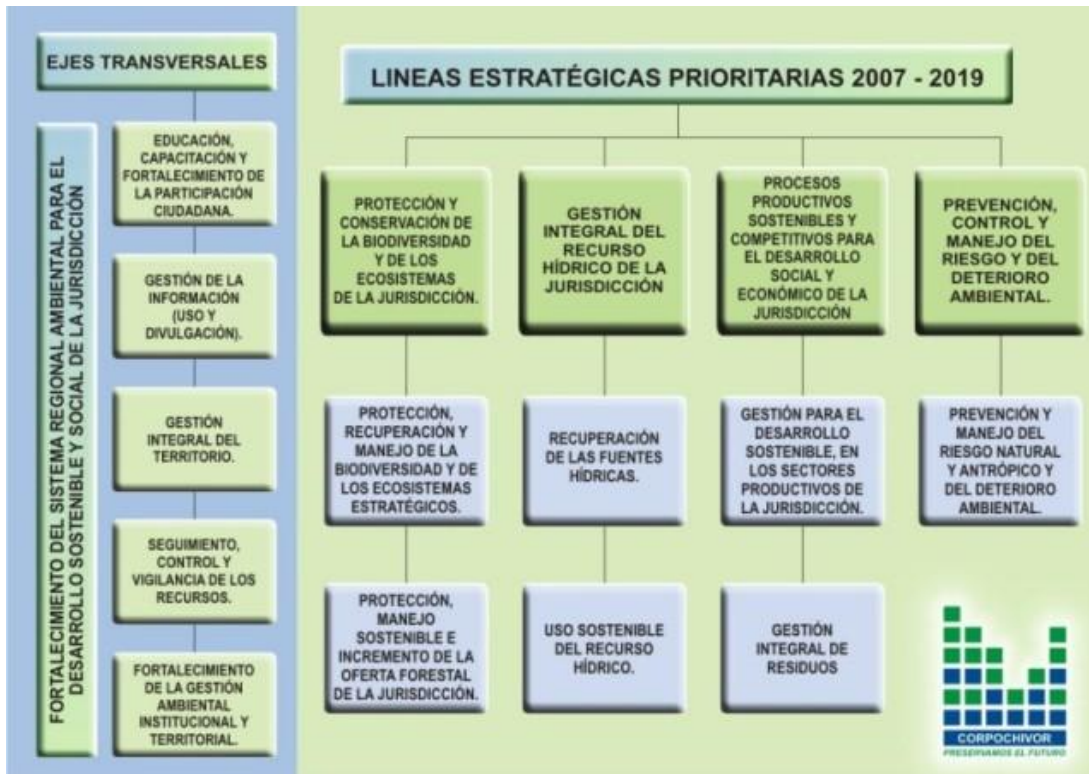 EJES TRANSVERSALES
FORTALECIMIENTO DEL SISTEMA REGIONAL AMBIENTAL PARA EL
DESARROLLO SOSTENIBLE Y SOCIAL DE LA JURISDICCIÓN
EDUCACIÓN,
CAPACITACIÓN Y
FORTALECIMIENTO DE
LA PARTICIPACIÓN
CIUDADANA.
GESTIÓN DE LA
INFORMACIÓN
(USO Y
DIVULGACIÓN).
GESTIÓN
INTEGRAL DEL
TERRITORIO.
SEGUIMIENTO,
CONTROL Y
VIGILANCIA DE LOS
RECURSOS.
FORTALECIMIENTO
DE LA GESTIÓN
AMBIENTAL
INSTITUCIONAL Y
TERRITORIAL.
LINEAS ESTRATÉGICAS PRIORITARIAS 2007 - 2019
PROTECCIÓN Y
CONSERVACIÓN DE
LA BIODIVERSIDAD
Y DE LOS
ECOSISTEMAS
DE LA JURISDICCIÓN.
PROTECCIÓN,
RECUPERACIÓN Y
MANEJO DE LA
BIODIVERSIDAD Y DE
LOS ECOSISTEMAS
ESTRATÉGICOS.
PROTECCIÓN,
MANEJO
SOSTENIBLE E
INCREMENTO DE LA
OFERTA FORESTAL
DE LA JURISDICCIÓN.
GESTIÓN
INTEGRAL DEL
RECURSO
HÍDRICO DE LA
JURISDICCIÓN
RECUPERACIÓN
DE LAS FUENTES
HÍDRICAS.
USO SOSTENIBLE
DEL RECURSO
HÍDRICO.
PROCESOS
PRODUCTIVOS
SOSTENIBLES Y
COMPETITIVOS PARA
EL DESARROLLO
SOCIAL Y
ECONÓMICO DE LA
JURISDICCIÓN
GESTIÓN PARA EL
DESARROLLO
SOSTENIBLE, EN
LOS SECTORES
PRODUCTIVOS DE
LA JURISDICCIÓN.
GESTIÓN
INTEGRAL DE
RESIDUOS
PREVENCIÓN,
CONTROL Y
MANEJO DEL
RIESGO Y DEL
DETERIORO
AMBIENTAL.
PREVENCIÓN Y
MANEJO DEL
RIESGO NATURAL
Y ANTRÓPICO Y
DEL DETERIORO
AMBIENTAL.
CORPOCHIVOR
PRESERVAMOS EL FUTURO